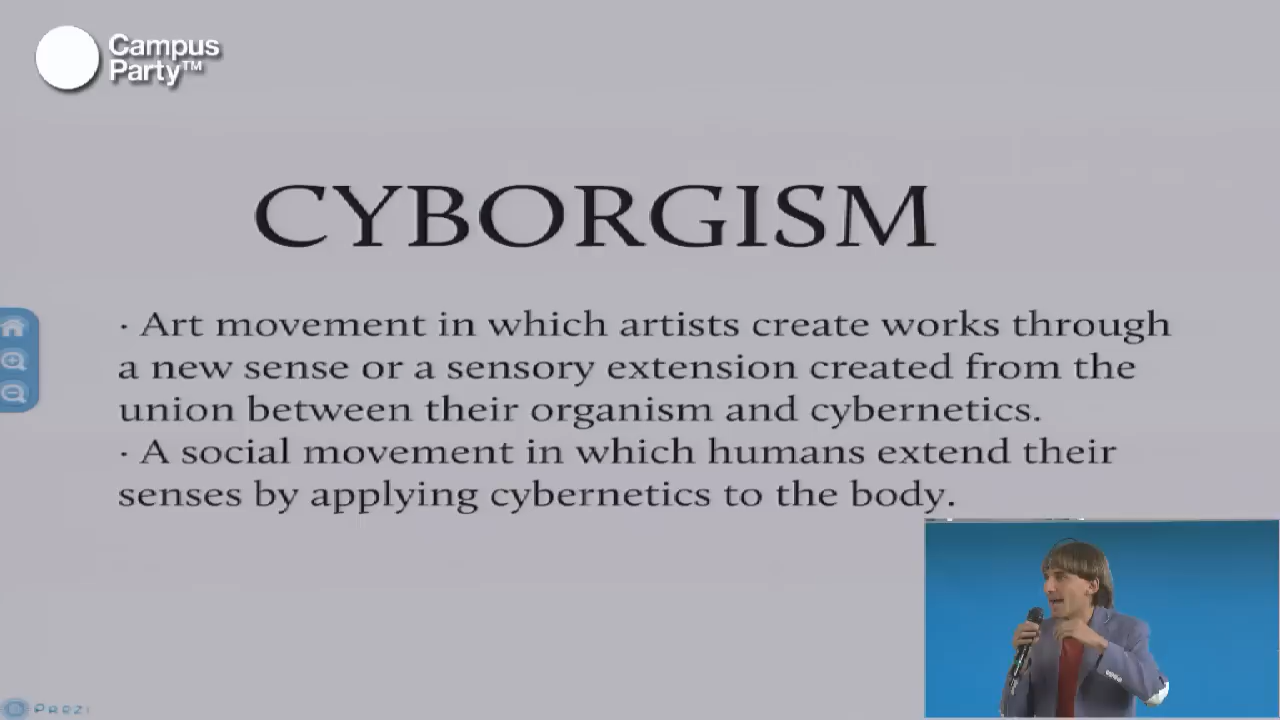 Campus
Party™
CYBORGISM
· Art movement in which artists create works through
a new sense or a sensory extension created from the
union between their organism and cybernetics.
· A social movement in which humans extend their
senses by applying cybernetics to the body.
PREZI